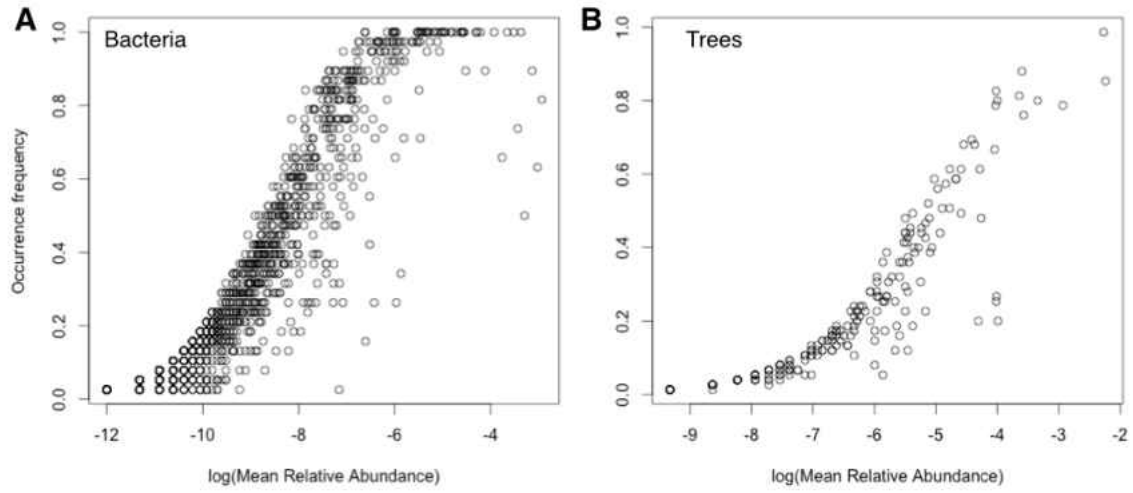 A
Bacteria
Occurrence frequency
1.0
0.8
0.6
0.4
0.2
0.0
-12 -10 -8 -6 -4
log(Mean Relative Abundance)
B
Trees
1.0
0.8
0.6
0.4
0.2
0.0
-9 -8 -7 -6 -5 -4 -3 -2
log(Mean Relative Abundance)